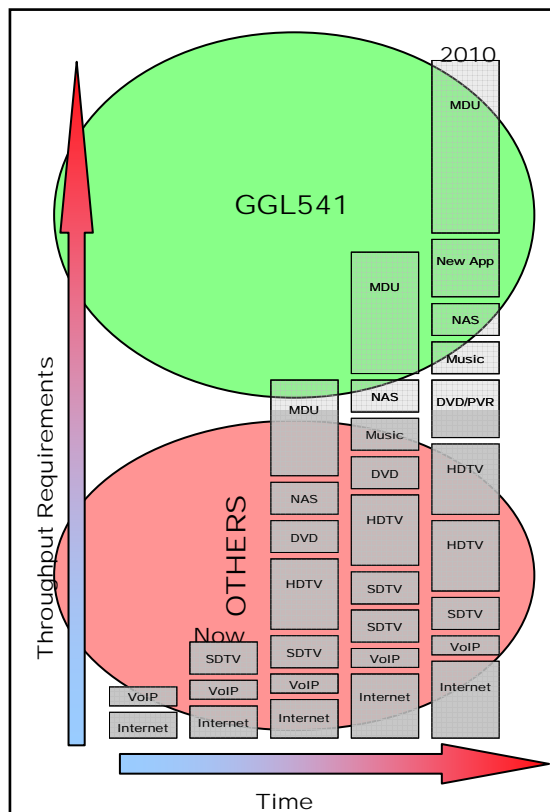 2010
MDU
GGL541
New App
MDU
NAS
Music
DVD/PVR
NAS
MDU
Music
HDTV
DVD
NAS
HDTV
HDTV
DVD
HDTV
SDTV
SDTV
SDTV
VoIP
Internet
SDTV
VoIP
Internet
SDTV
VoIP
Internet
Now
SDTV
VoIP
Internet
VoIP
Internet
OTHERS
Throughput Requirements
Time